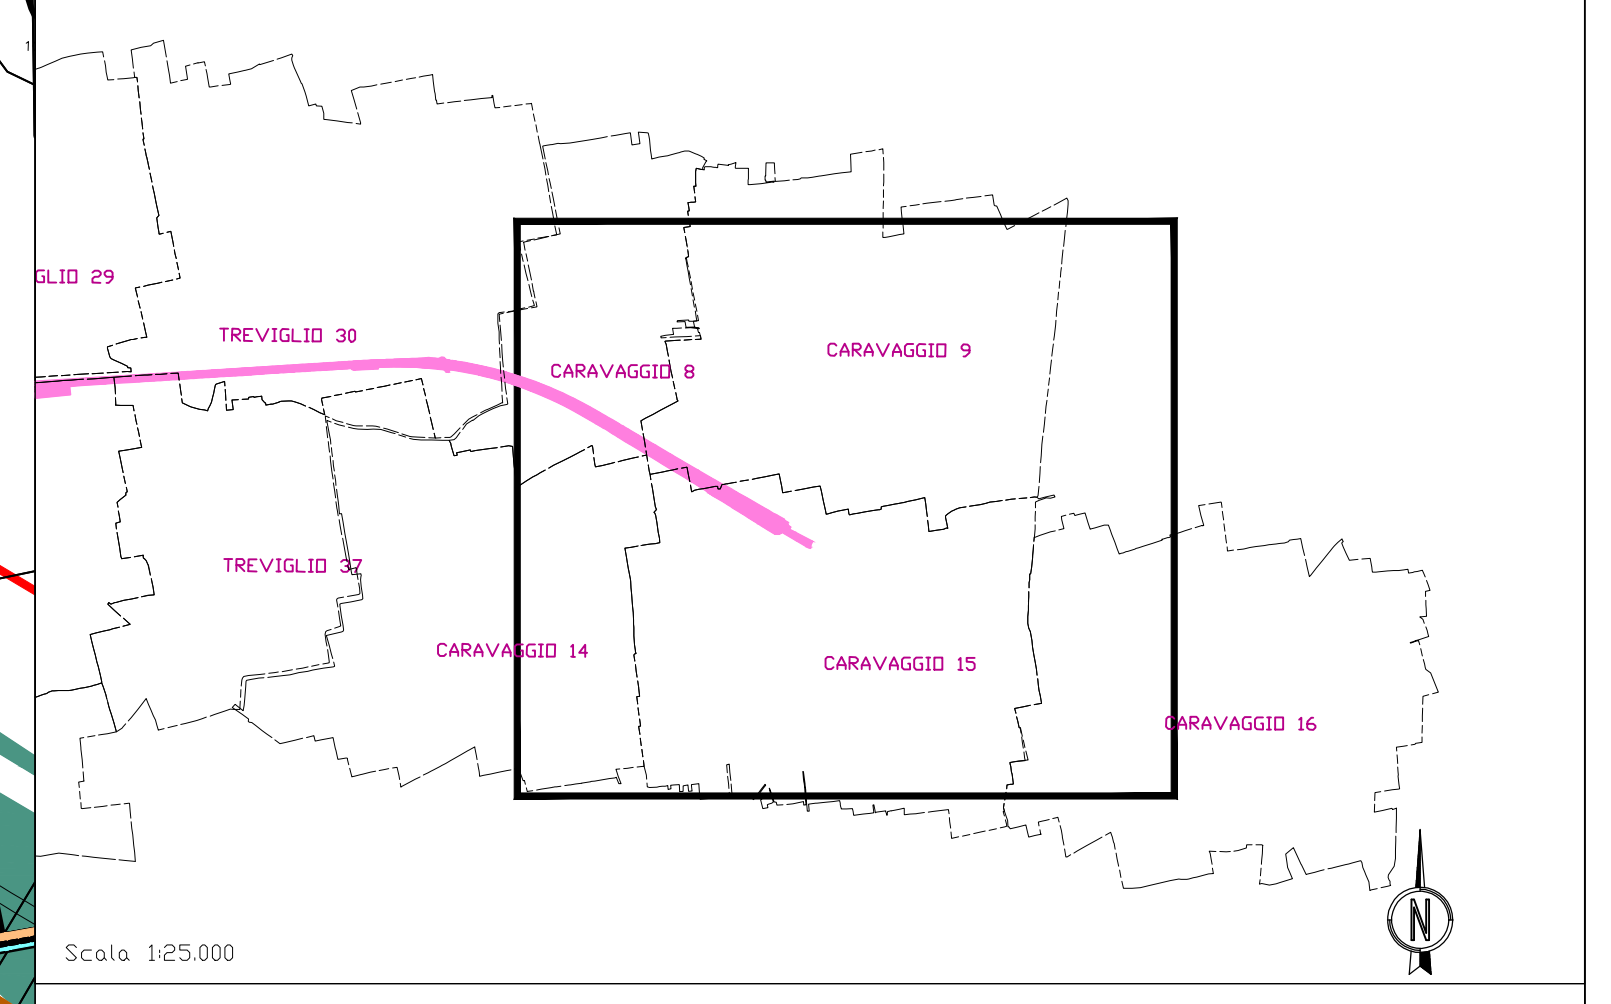 1
GLIO 29
TREVIGLIO 30
CARAVAGGIO 9
CARAVAGGIO 8
TREVIGLIO 37
CARAVAGGIO 14
CARAVAGGIO 15
CARAVAGGIO 16
N
Scala 1:25.000